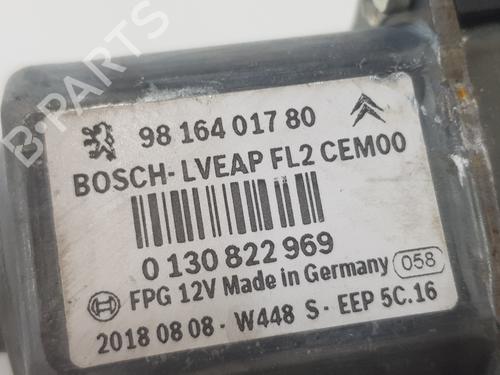 98 164 017 80
BOSCH-LVEAP FL2 CEM00
0 130 822 969
FPG 12V Made in Germany 058
2018 08 08 - W448 S - EEP 5C.16
B-PARTS